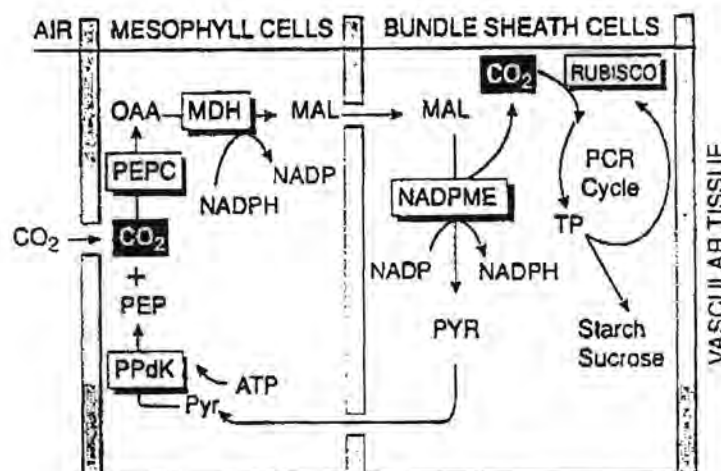 AIR MESOPHYLL CELLS BUNDLE SHEATH CELLS
CO₂ RUBISCO
OAA MDH MAL MAL
PEPC NADP PCR
NADPH NADPME Cycle
CO₂ CO₂ TP
+ NADP NADPH
PEP PYR Starch
PPdK ATP Sucrose
Pyr
VASCULAR TISSUE